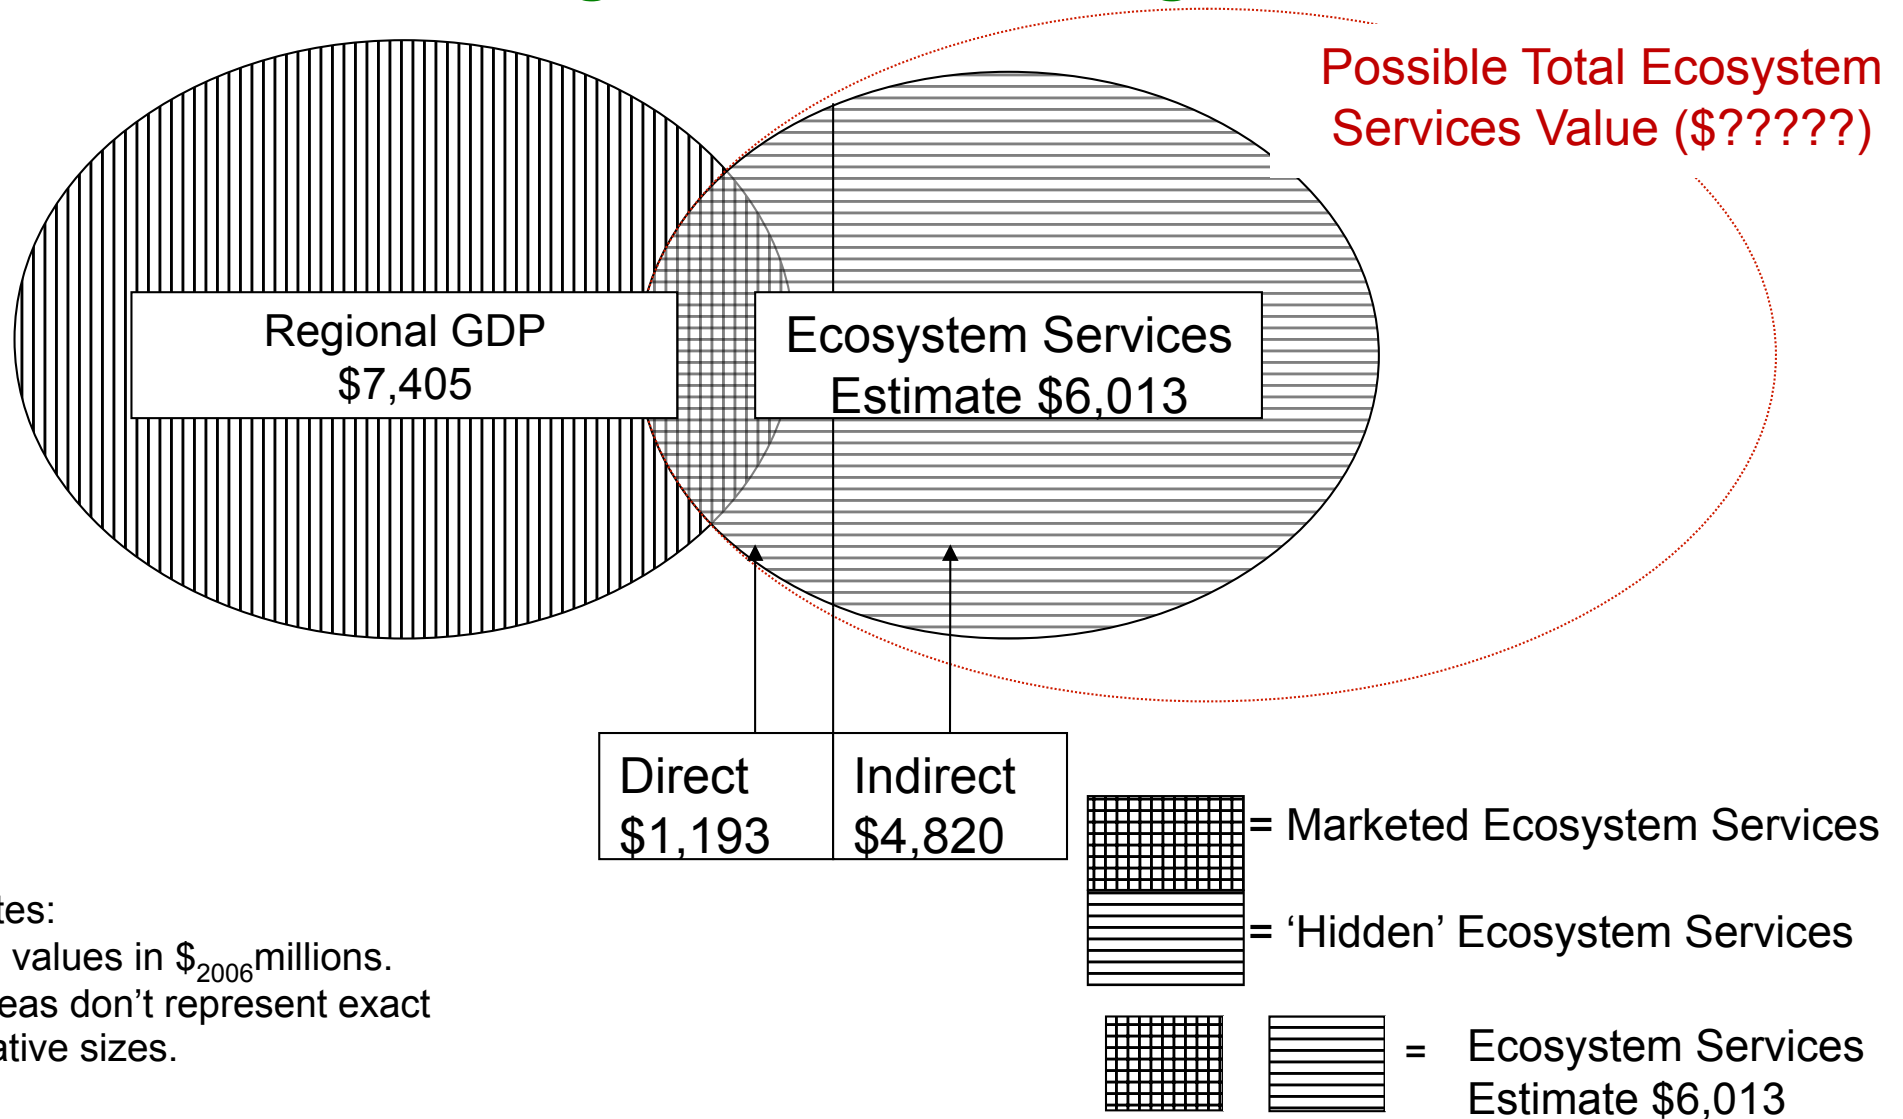 Possible Total Ecosystem
Services Value ($?????)
Regional GDP
$7,405
Ecosystem Services
Estimate $6,013
Direct
$1,193
Indirect
$4,820
= Marketed Ecosystem Services
= ‘Hidden’ Ecosystem Services
= Ecosystem Services
Estimate $6,013
tes:
values in $2006millions.
eas don’t represent exact
ative sizes.